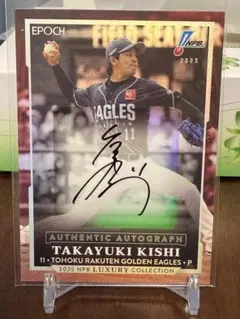 FIELD SEAT
EPOCH
NPB
2025
EAGLES
11
AUTHENTIC AUTOGRAPH
TAKAYUKI KISHI
11 • TOHOKU RAKUTEN GOLDEN EAGLES • P
2025 NPB LUXURY COLLECTION